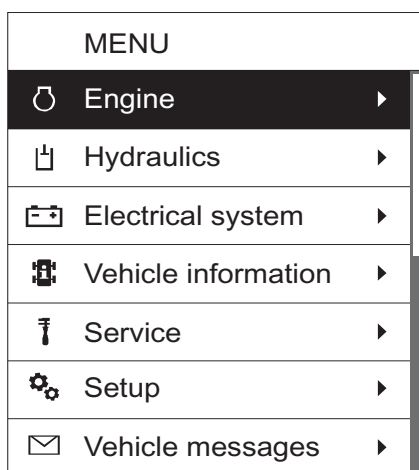 MENU
Engine
Hydraulics
Electrical system
Vehicle information
Service
Setup
Vehicle messages